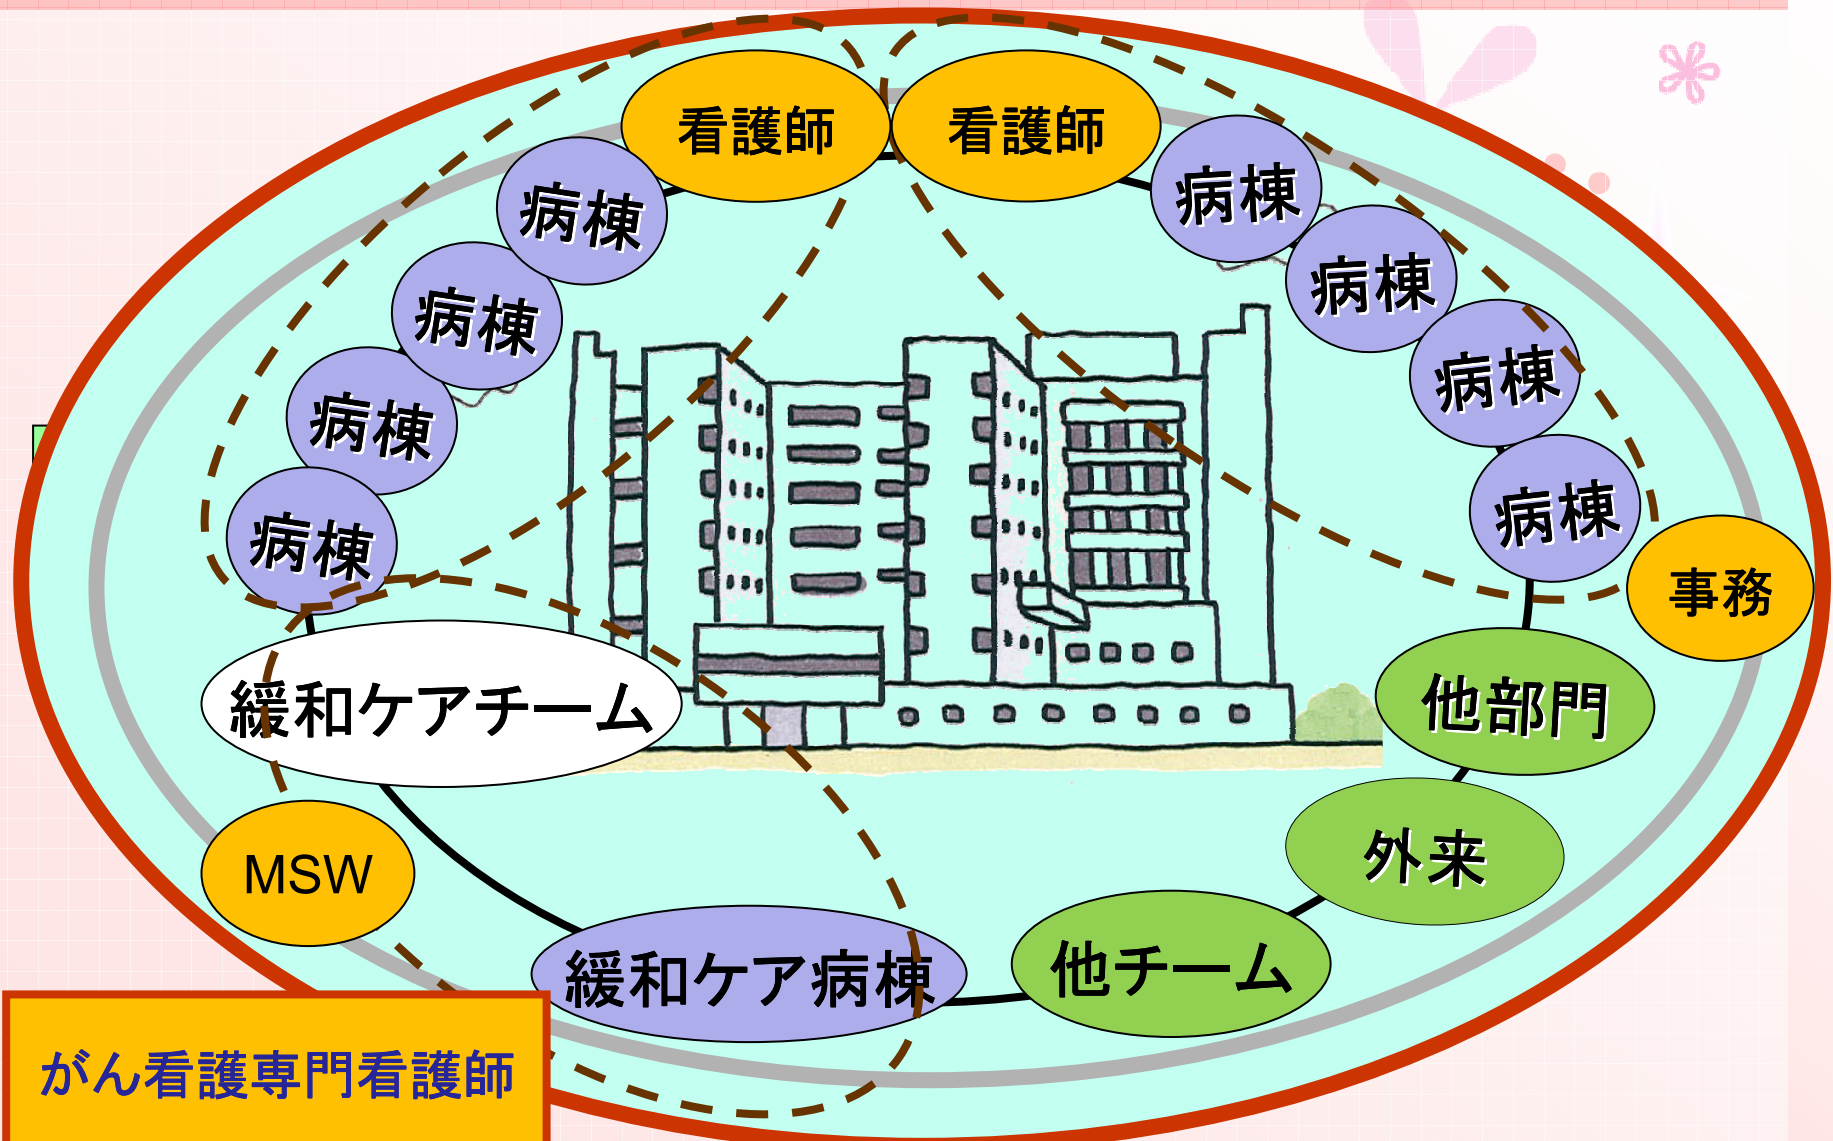 看護師
看護師
病棟
病棟
病棟
病棟
病棟
病棟
病棟
病棟
事務
緩和ケアチーム
他部門
MSW
外来
緩和ケア病棟
他チーム
がん看護専門看護師